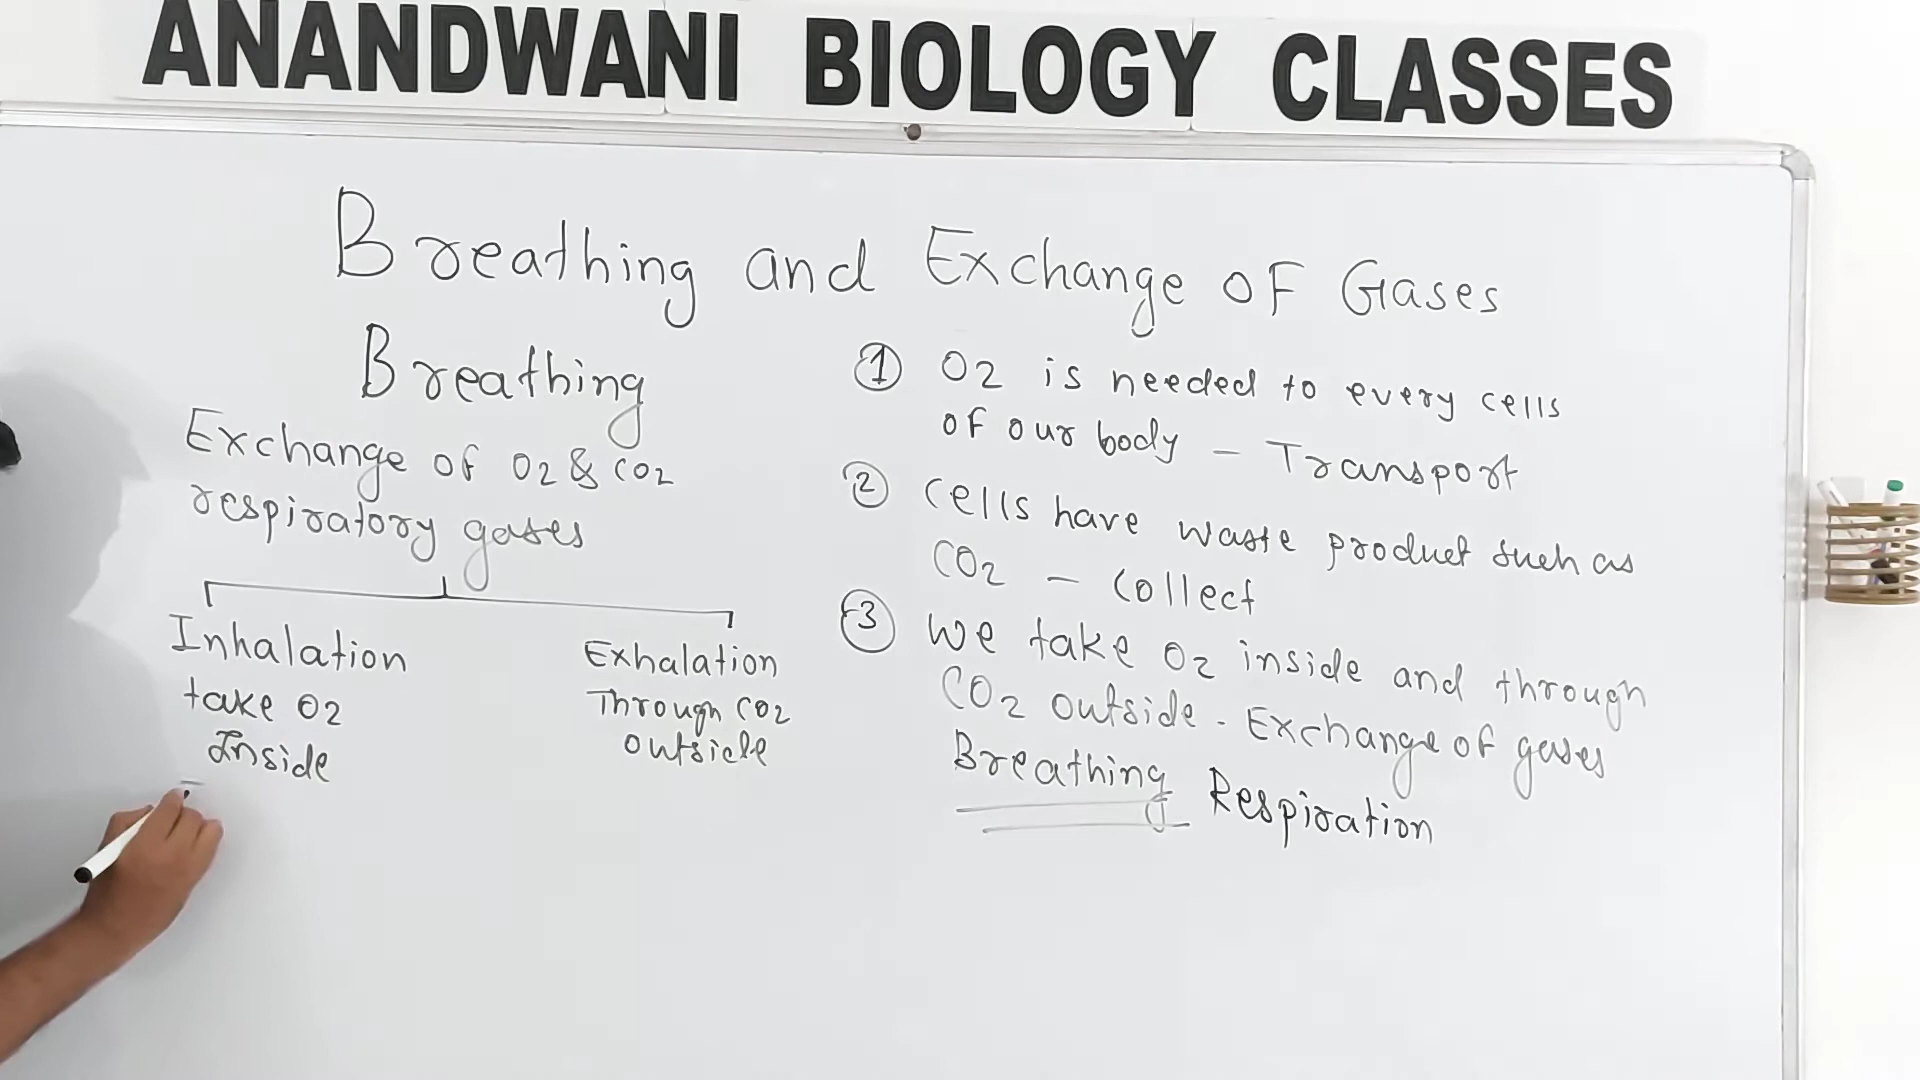 ANANDWANI BIOLOGY CLASSES
Breathing and Exchange of Gases
Breathing
Exchange of O2 & CO2
respiratory gases
Inhalation
take O2
Inside
Exhalation
Through CO2
outside
① O2 is needed to every cells
of our body - Transport
② Cells have waste product such as
CO2 - Collect
③ We take O2 inside and through
CO2 outside. Exchange of gases
Breathing Respiration